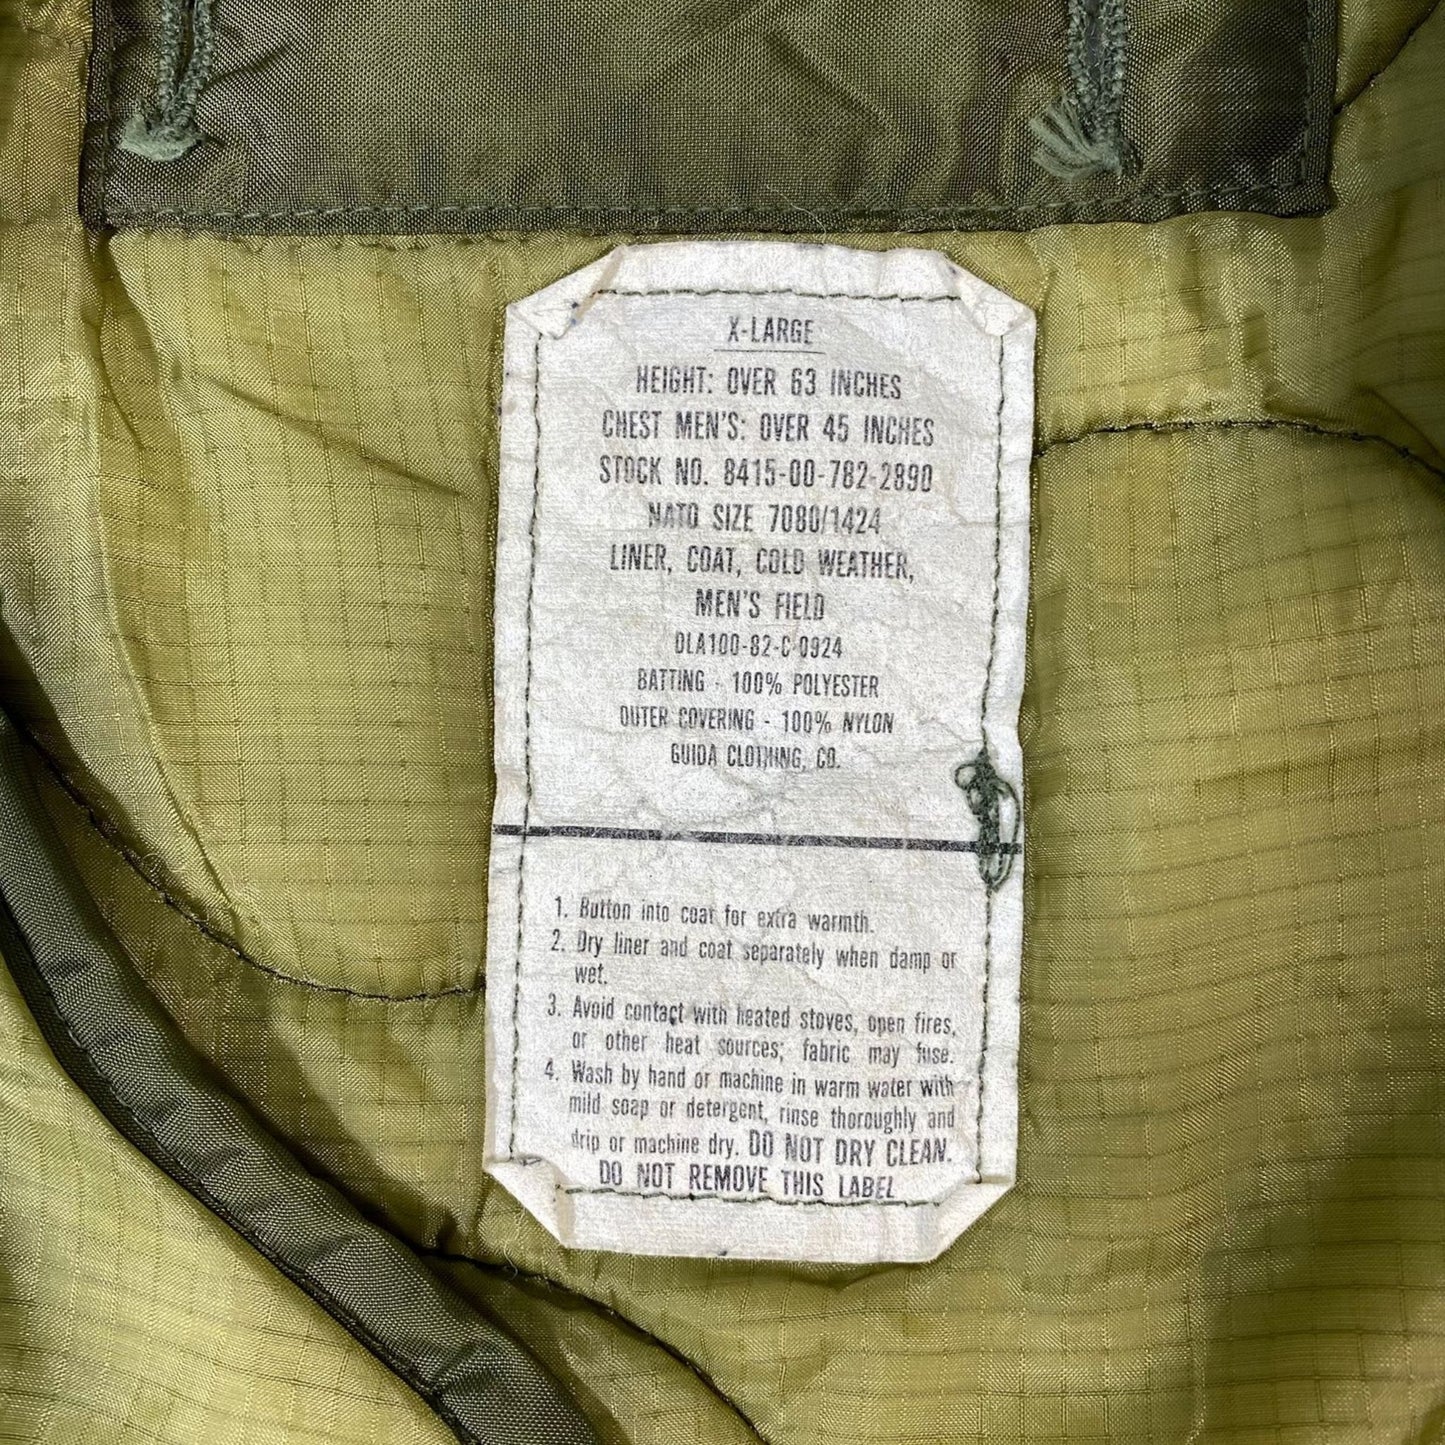 X-LARGE
HEIGHT: OVER 63 INCHES
CHEST MEN'S: OVER 45 INCHES
STOCK NO. 8415-00-782-2890
NATO SIZE 7080/1424
LINER, COAT, COLD WEATHER,
MEN'S FIELD
DLA100-82-C-0924
BATTING - 100% POLYESTER
OUTER COVERING - 100% NYLON
GUIDA CLOTHING, CO.
1. Button into coat for extra warmth.
2. Dry liner and coat separately when damp or
wet.
3. Avoid contact with heated stoves, open fires,
or other heat sources; fabric may fuse.
4. Wash by hand or machine in warm water with
mild soap or detergent, rinse thoroughly and
drip or machine dry. DO NOT DRY CLEAN.
DO NOT REMOVE THIS LABEL